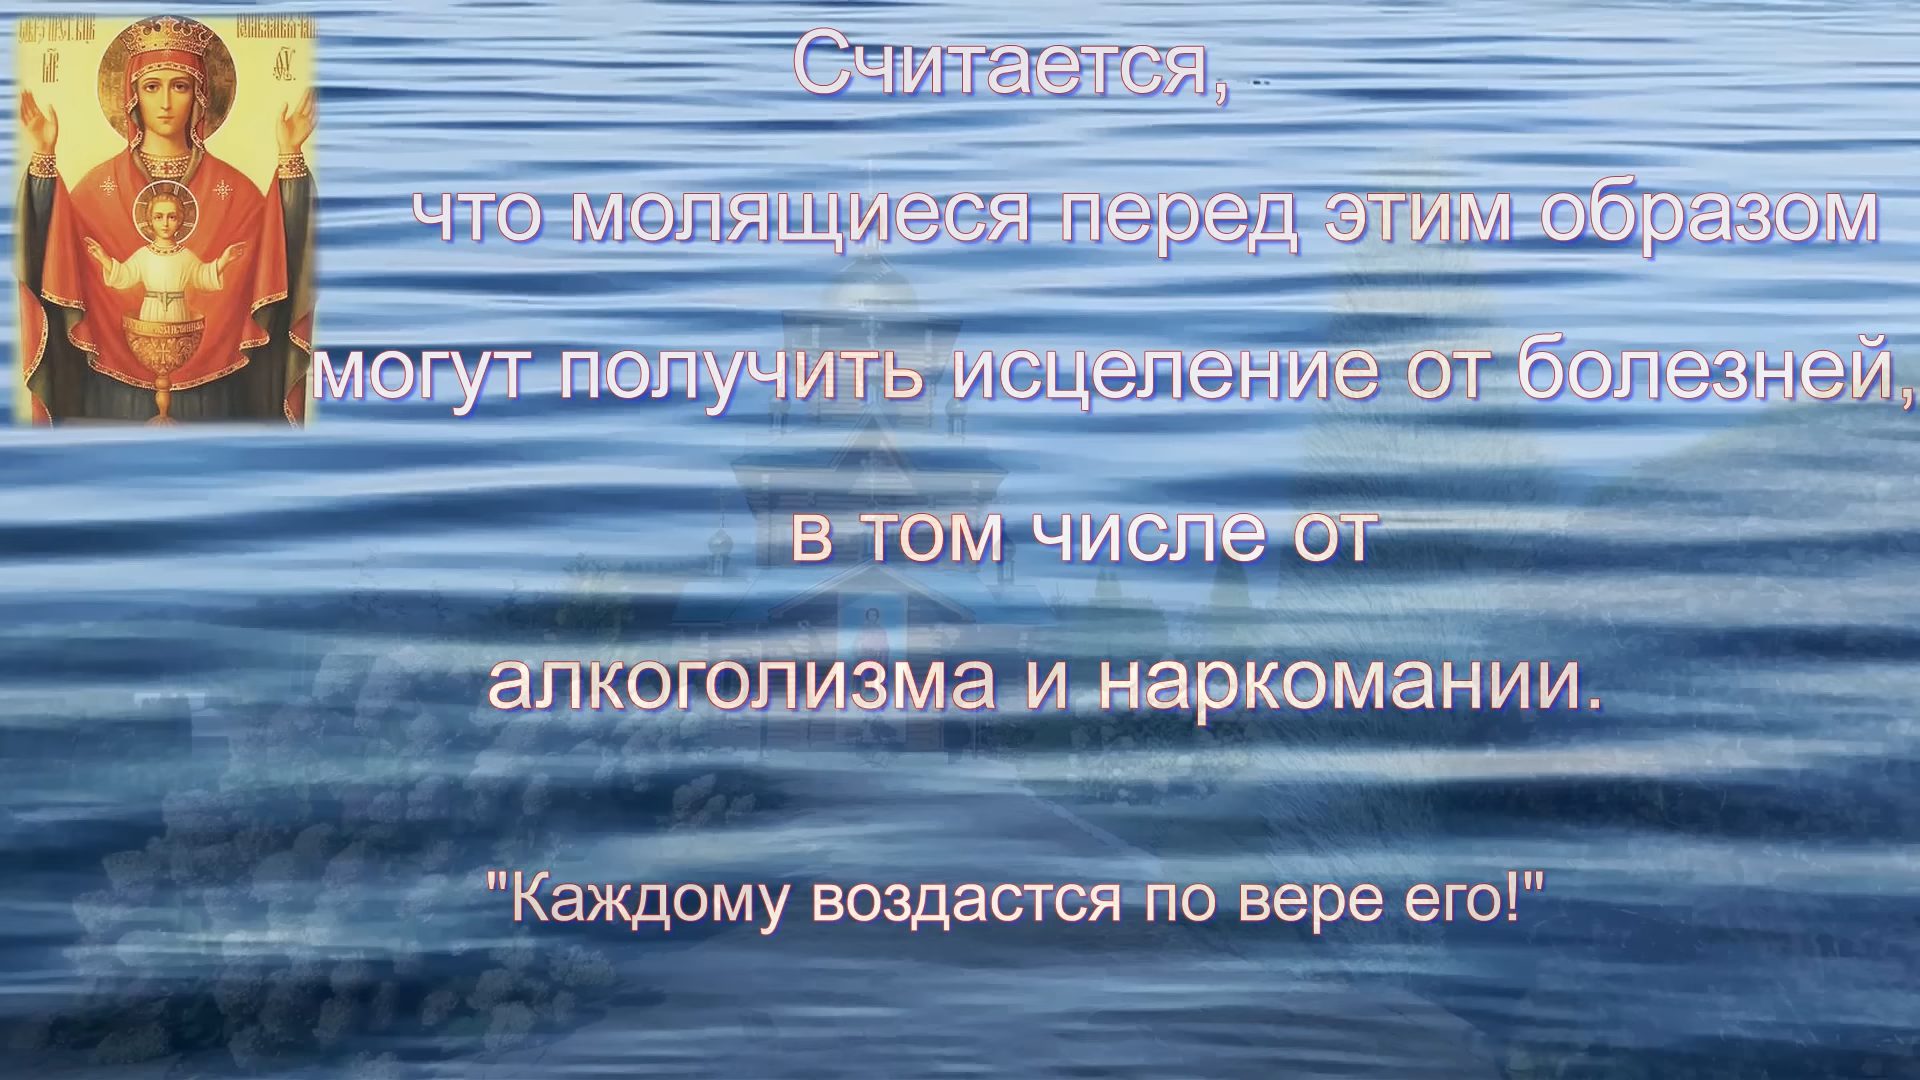 Считается,
что молящиеся перед этим образом
могут получить исцеление от болезней,
в том числе от
алкоголизма и наркомании.
"Каждому воздастся по вере его!"